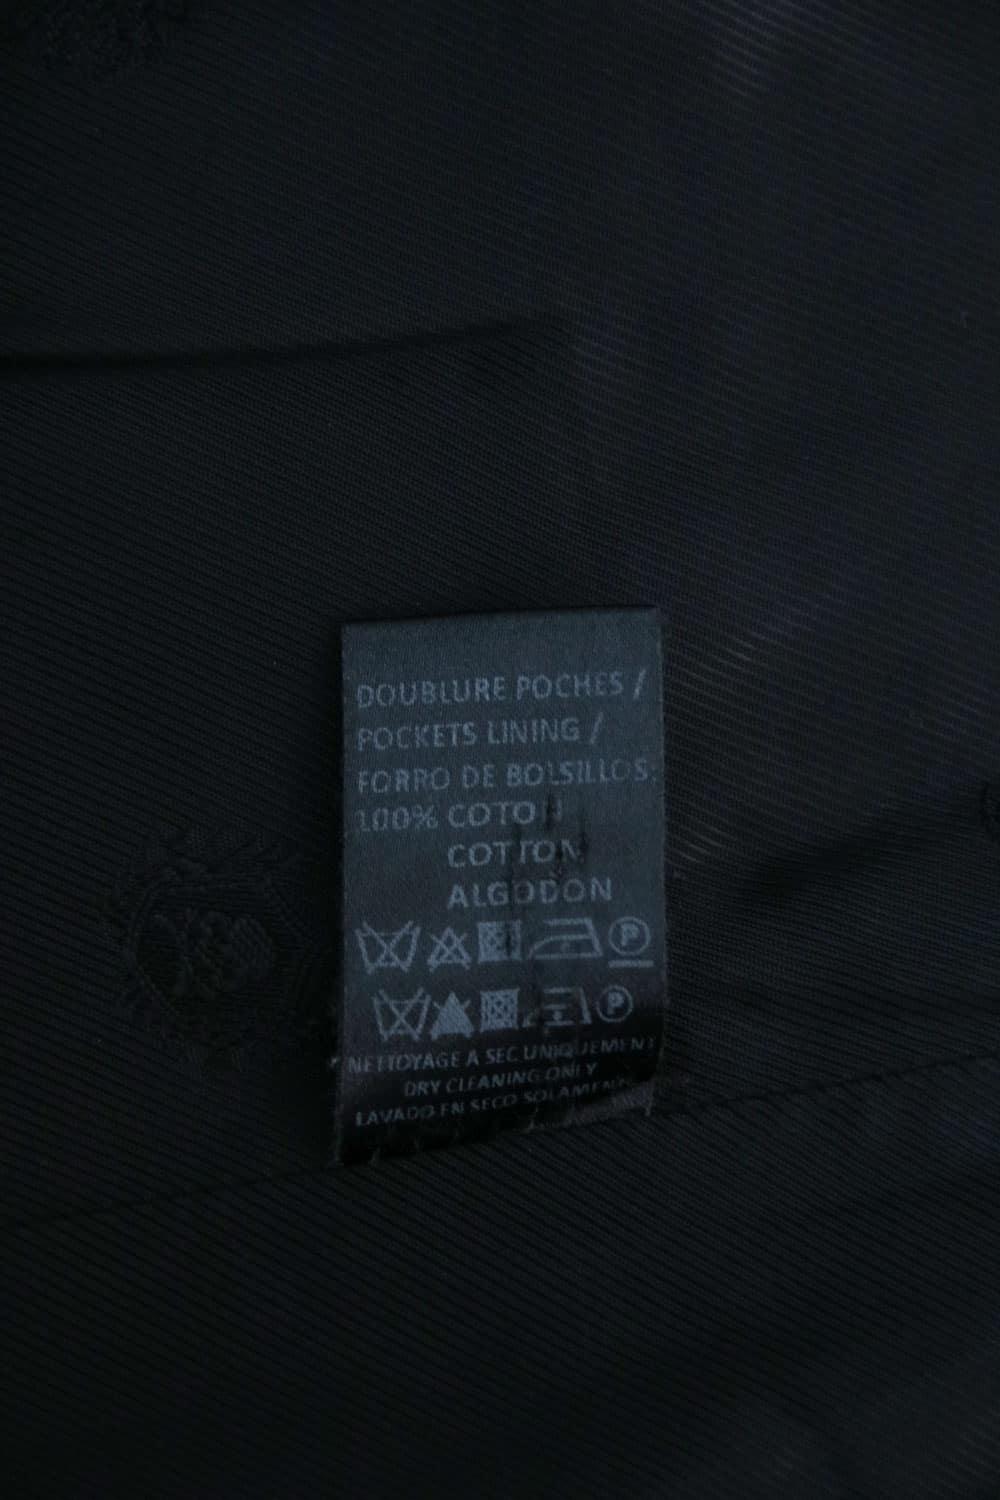 DOUBLURE POCHES /
POCKETS LINING /
FORRO DE BOLSILLOS:
100% COTON
COTTON
ALGODON
P
P
NETTOYAGE A SEC UNIQUEMENT
DRY CLEANING ONLY
LAVADO EN SECO SOLAMENTE